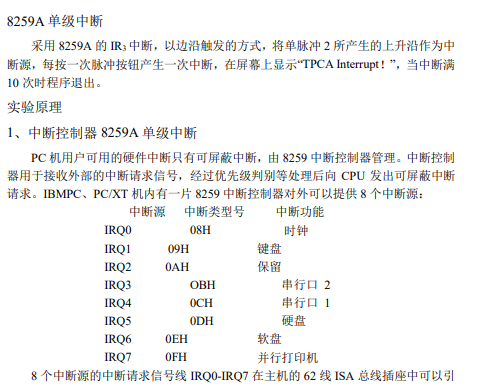 8259A 单级中断
采用 8259A 的 IR3 中断，以边沿触发的方式，将单脉冲 2 所产生的上升沿作为中
断源，每按一次脉冲按钮产生一次中断，在屏幕上显示“TPCA Interrupt！”，当中断满
10 次时程序退出。
实验原理
1、中断控制器 8259A 单级中断
PC 机用户可用的硬件中断只有可屏蔽中断，由 8259 中断控制器管理。中断控制
器用于接收外部的中断请求信号，经过优先级判别等处理后向 CPU 发出可屏蔽中断
请求。IBMPC、PC/XT 机内有一片 8259 中断控制器对外可以提供 8 个中断源：
中断源 中断类型号 中断功能
IRQ0 08H 时钟
IRQ1 09H 键盘
IRQ2 0AH 保留
IRQ3 OBH 串行口 2
IRQ4 0CH 串行口 1
IRQ5 0DH 硬盘
IRQ6 0EH 软盘
IRQ7 0FH 并行打印机
8 个中断源的中断请求信号线 IRQ0-IRQ7 在主机的 62 线 ISA 总线插座中可以引